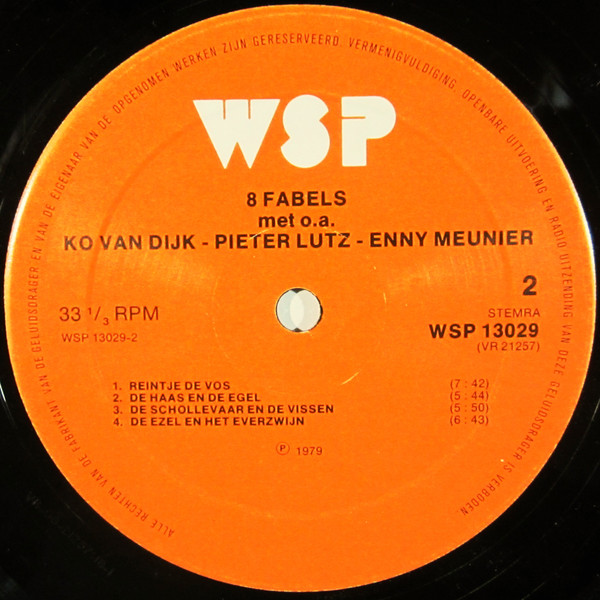 ALLE RECHTEN VAN DE FABRIKANT VAN DE GELUIDSDRAGER EN VAN DE EIGENAAR VAN DE OPGENOMEN WERKEN ZIJN GERESERVEERD. VERMENIGVULDIGING, OPENBARE UITVOERING EN RADIO UITZENDING VAN DEZE GELUIDSDRAGER IS VERBODEN
WSP
8 FABELS
met o.a.
KO VAN DIJK - PIETER LUTZ - ENNY MEUNIER
2
33 1/3 RPM
STEMRA
WSP 13029-2
WSP 13029
(VR 21257)
1. REINTJE DE VOS (7 : 42)
2. DE HAAS EN DE EGEL (5 : 44)
3. DE SCHOLLEVAAR EN DE VISSEN (5 : 50)
4. DE EZEL EN HET EVERZWIJN (6 : 43)
℗ 1979